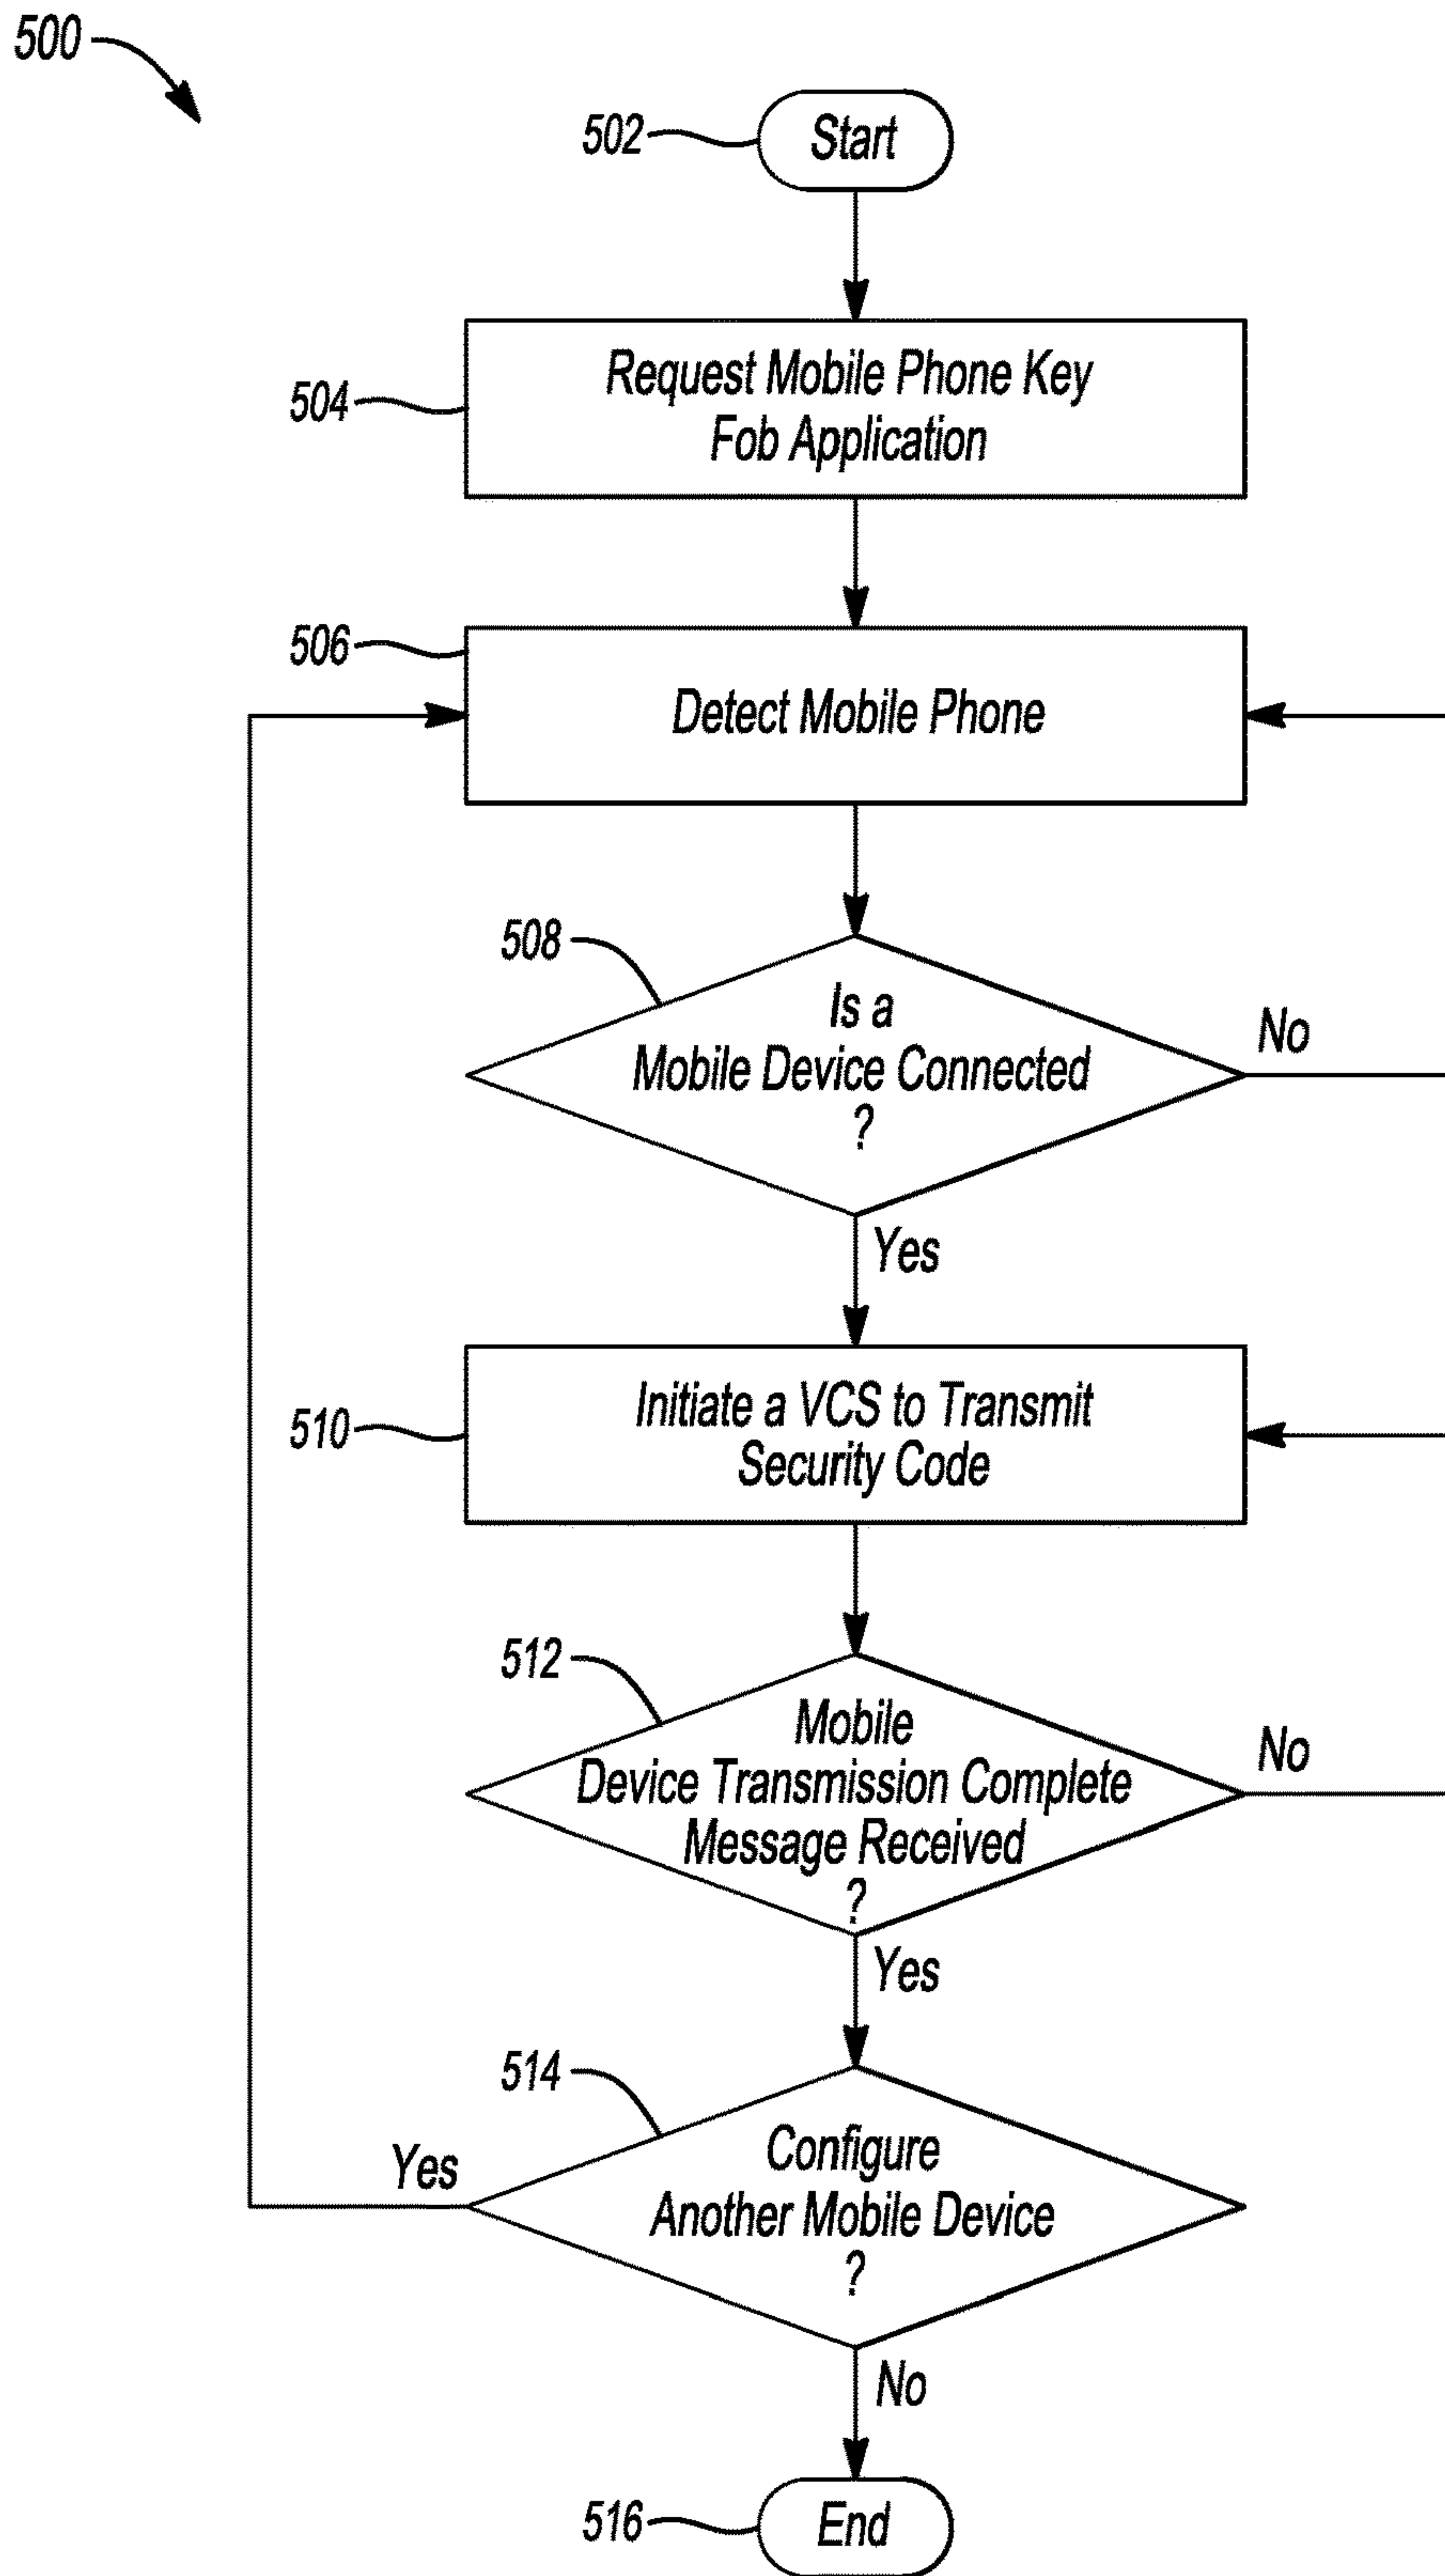 500
502
Start
504
Request Mobile Phone Key
Fob Application
506
Detect Mobile Phone
508
Is a
Mobile Device Connected
?
No
Yes
510
Initiate a VCS to Transmit
Security Code
512
Mobile
Device Transmission Complete
Message Received
?
No
Yes
514
Configure
Another Mobile Device
?
Yes
No
516
End